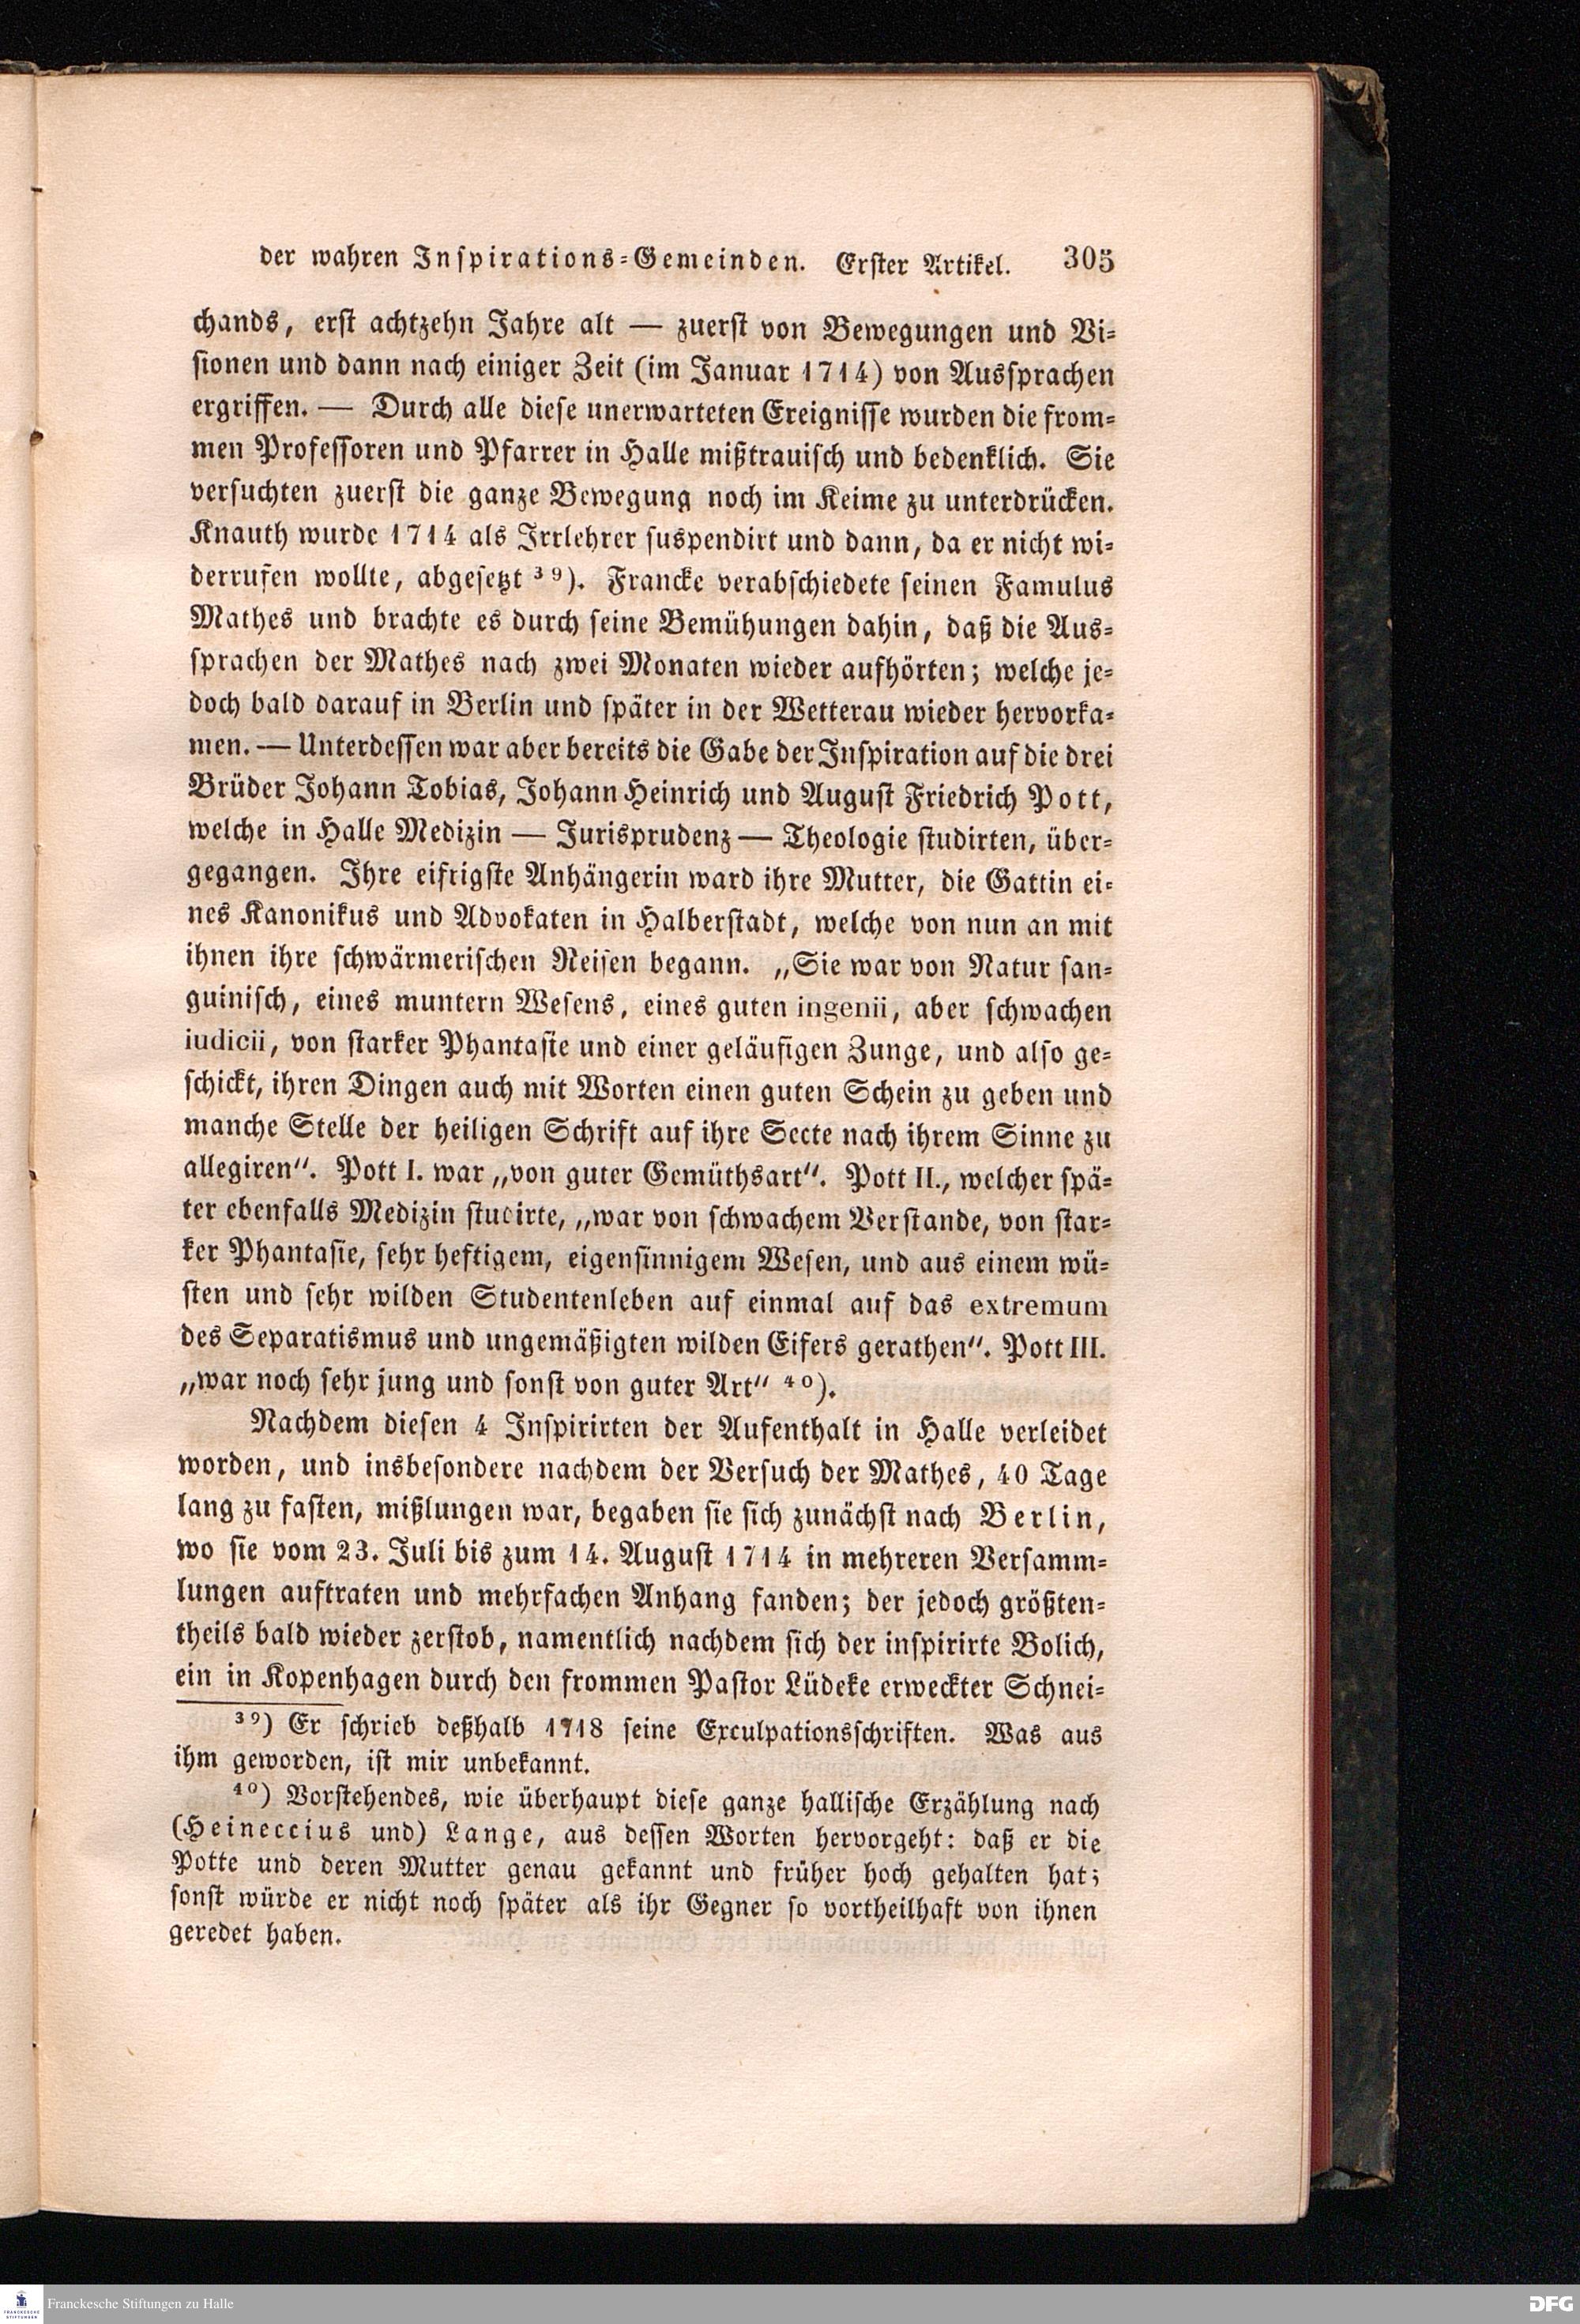 der wahren Inspirations-Gemeinden. Erster Artikel. 305
chands, erst achtzehn Jahre alt — zuerst von Bewegungen und Vi-
sionen und dann nach einiger Zeit (im Januar 1714) von Aussprachen
ergriffen. — Durch alle diese unerwarteten Ereignisse wurden die from-
men Professoren und Pfarrer in Halle mißtrauisch und bedenklich. Sie
versuchten zuerst die ganze Bewegung noch im Keime zu unterdrücken.
Knauth wurde 1714 als Irrlehrer suspendirt und dann, da er nicht wi-
derrufen wollte, abgesetzt ³⁹). Francke verabschiedete seinen Famulus
Mathes und brachte es durch seine Bemühungen dahin, daß die Aus-
sprachen der Mathes nach zwei Monaten wieder aufhörten; welche je-
doch bald darauf in Berlin und später in der Wetterau wieder hervorka-
men. — Unterdessen war aber bereits die Gabe der Inspiration auf die drei
Brüder Johann Tobias, Johann Heinrich und August Friedrich Pott,
welche in Halle Medizin — Jurisprudenz — Theologie studirten, über-
gegangen. Ihre eifrigste Anhängerin ward ihre Mutter, die Gattin ei-
nes Kanonikus und Advokaten in Halberstadt, welche von nun an mit
ihnen ihre schwärmerischen Reisen begann. „Sie war von Natur san-
guinisch, eines muntern Wesens, eines guten ingenii, aber schwachen
iudicii, von starker Phantasie und einer geläufigen Zunge, und also ge-
schickt, ihren Dingen auch mit Worten einen guten Schein zu geben und
manche Stelle der heiligen Schrift auf ihre Secte nach ihrem Sinne zu
allegiren“. Pott I. war „von guter Gemüthsart“. Pott II., welcher spä-
ter ebenfalls Medizin studirte, „war von schwachem Verstande, von star-
ker Phantasie, sehr heftigem, eigensinnigem Wesen, und aus einem wü-
sten und sehr wilden Studentenleben auf einmal auf das extremum
des Separatismus und ungemäßigten wilden Eifers gerathen“. Pott III.
„war noch sehr jung und sonst von guter Art“ ⁴⁰).
Nachdem diesen 4 Inspirirten der Aufenthalt in Halle verleidet
worden, und insbesondere nachdem der Versuch der Mathes, 40 Tage
lang zu fasten, mißlungen war, begaben sie sich zunächst nach Berlin,
wo sie vom 23. Juli bis zum 14. August 1714 in mehreren Versamm-
lungen auftraten und mehrfachen Anhang fanden; der jedoch größten-
theils bald wieder zerstob, namentlich nachdem sich der inspirirte Bolich,
ein in Kopenhagen durch den frommen Pastor Lüdeke erweckter Schnei-
³⁹) Er schrieb deßhalb 1718 seine Exculpationsschriften. Was aus
ihm geworden, ist mir unbekannt.
⁴⁰) Vorstehendes, wie überhaupt diese ganze hallische Erzählung nach
(Heineccius und) Lange, aus dessen Worten hervorgeht: daß er die
Potte und deren Mutter genau gekannt und früher hoch gehalten hat;
sonst würde er nicht noch später als ihr Gegner so vortheilhaft von ihnen
geredet haben.
FRANCKESCHE
STIFTUNGEN
Franckesche Stiftungen zu Halle
DFG